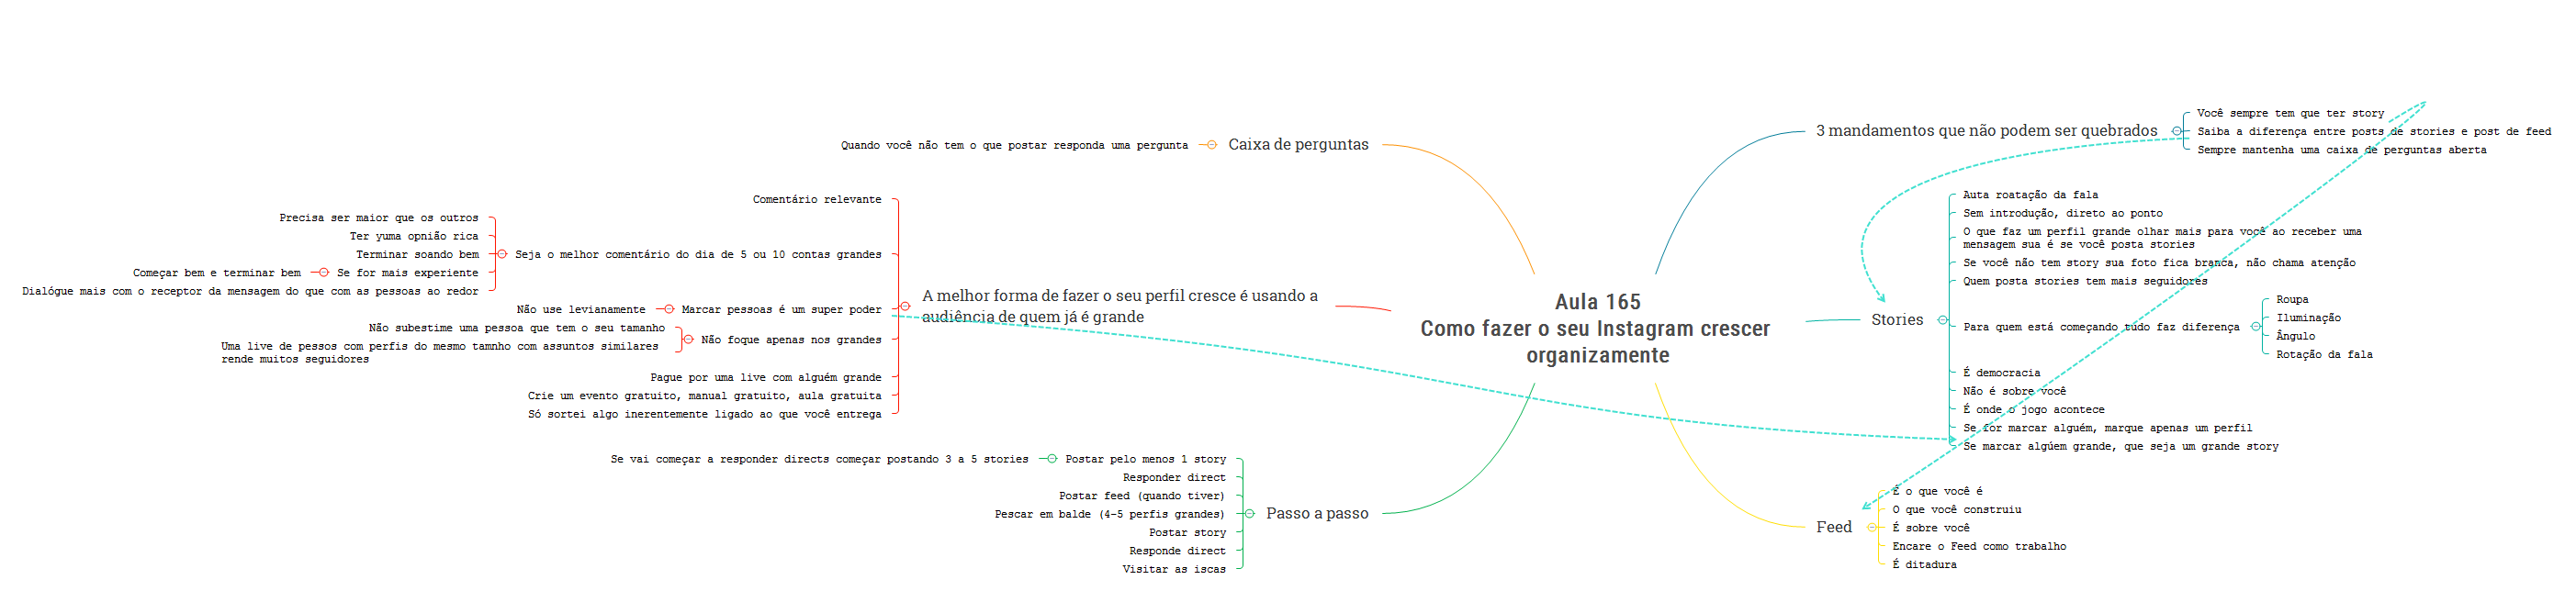 Aula 165
Como fazer o seu Instagram crescer
organizamente
3 mandamentos que não podem ser quebrados
Você sempre tem que ter story
Saiba a diferença entre posts de stories e post de feed
Sempre mantenha uma caixa de perguntas aberta
Stories
Auta roatação da fala
Sem introdução, direto ao ponto
O que faz um perfil grande olhar mais para você ao receber uma
mensagem sua é se você posta stories
Se você não tem story sua foto fica branca, não chama atenção
Quem posta stories tem mais seguidores
Para quem está começando tudo faz diferença
Roupa
Iluminação
Ângulo
Rotação da fala
É democracia
Não é sobre você
É onde o jogo acontece
Se for marcar alguém, marque apenas um perfil
Se marcar algúem grande, que seja um grande story
Feed
É o que você é
O que você construiu
É sobre você
Encare o Feed como trabalho
É ditadura
Caixa de perguntas
Quando você não tem o que postar responda uma pergunta
A melhor forma de fazer o seu perfil cresce é usando a
audiência de quem já é grande
Comentário relevante
Seja o melhor comentário do dia de 5 ou 10 contas grandes
Precisa ser maior que os outros
Ter yuma opnião rica
Terminar soando bem
Se for mais experiente
Começar bem e terminar bem
Dialógue mais com o receptor da mensagem do que com as pessoas ao redor
Marcar pessoas é um super poder
Não use levianamente
Não foque apenas nos grandes
Não subestime uma pessoa que tem o seu tamanho
Uma live de pessos com perfis do mesmo tamnho com assuntos similares
rende muitos seguidores
Pague por uma live com alguém grande
Crie um evento gratuito, manual gratuito, aula gratuita
Só sortei algo inerentemente ligado ao que você entrega
Passo a passo
Postar pelo menos 1 story
Se vai começar a responder directs começar postando 3 a 5 stories
Responder direct
Postar feed (quando tiver)
Pescar em balde (4-5 perfis grandes)
Postar story
Responde direct
Visitar as iscas